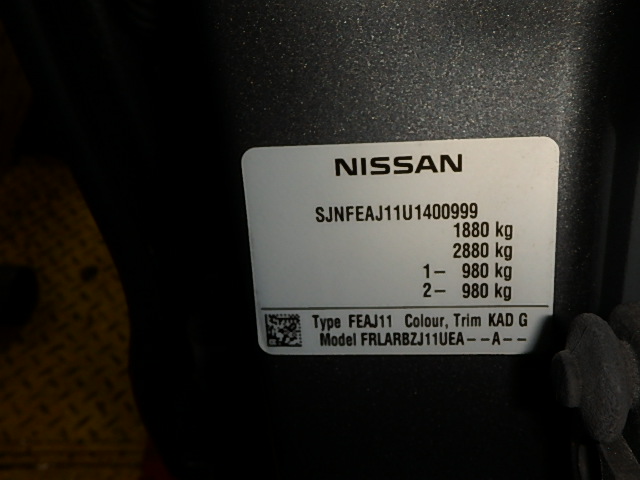 NISSAN
SJNFEAJ11U1400999
1880 kg
2880 kg
1- 980 kg
2- 980 kg
Type FEAJ11 Colour, Trim KAD G
Model FRLARBZJ11UEA--A--